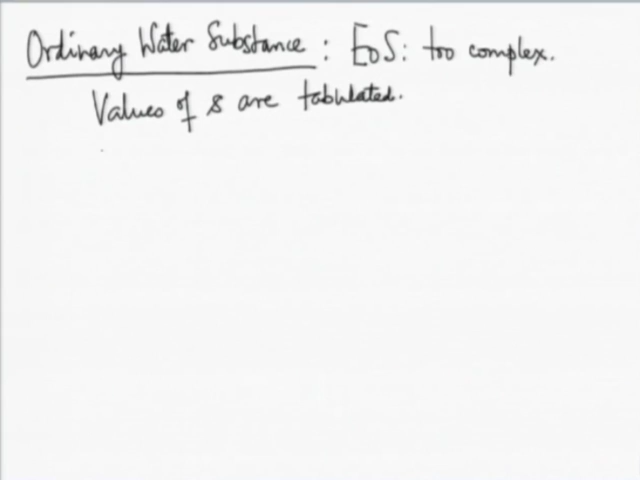 Ordinary Water Substance : EoS: too complex.
Values of s are tabulated.